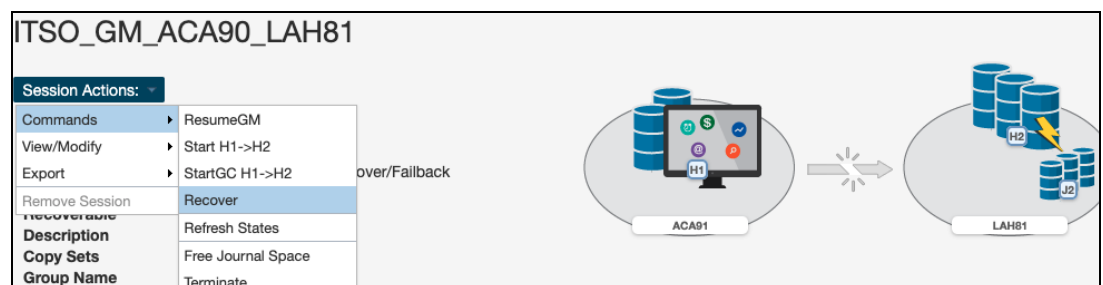 ITSO_GM_ACA90_LAH81
Session Actions:
Commands
View/Modify
Export
Remove Session
Recoverable
Description
Copy Sets
Group Name
ResumeGM
Start H1->H2
StartGC H1->H2
Recover
Refresh States
Free Journal Space
Terminate
over/Failback
H1
ACA91
H2
J2
LAH81